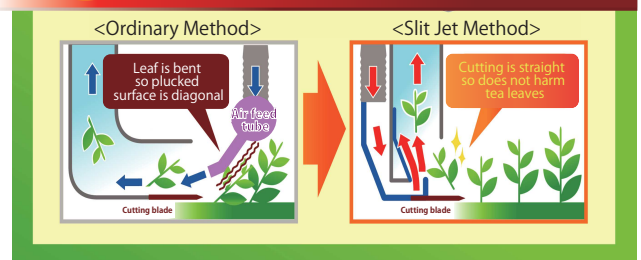 <Ordinary Method>
<Slit Jet Method>
Leaf is bent
so plucked
surface is diagonal
Air feed
tube
Cutting is straight
so does not harm
tea leaves
Cutting blade
Cutting blade